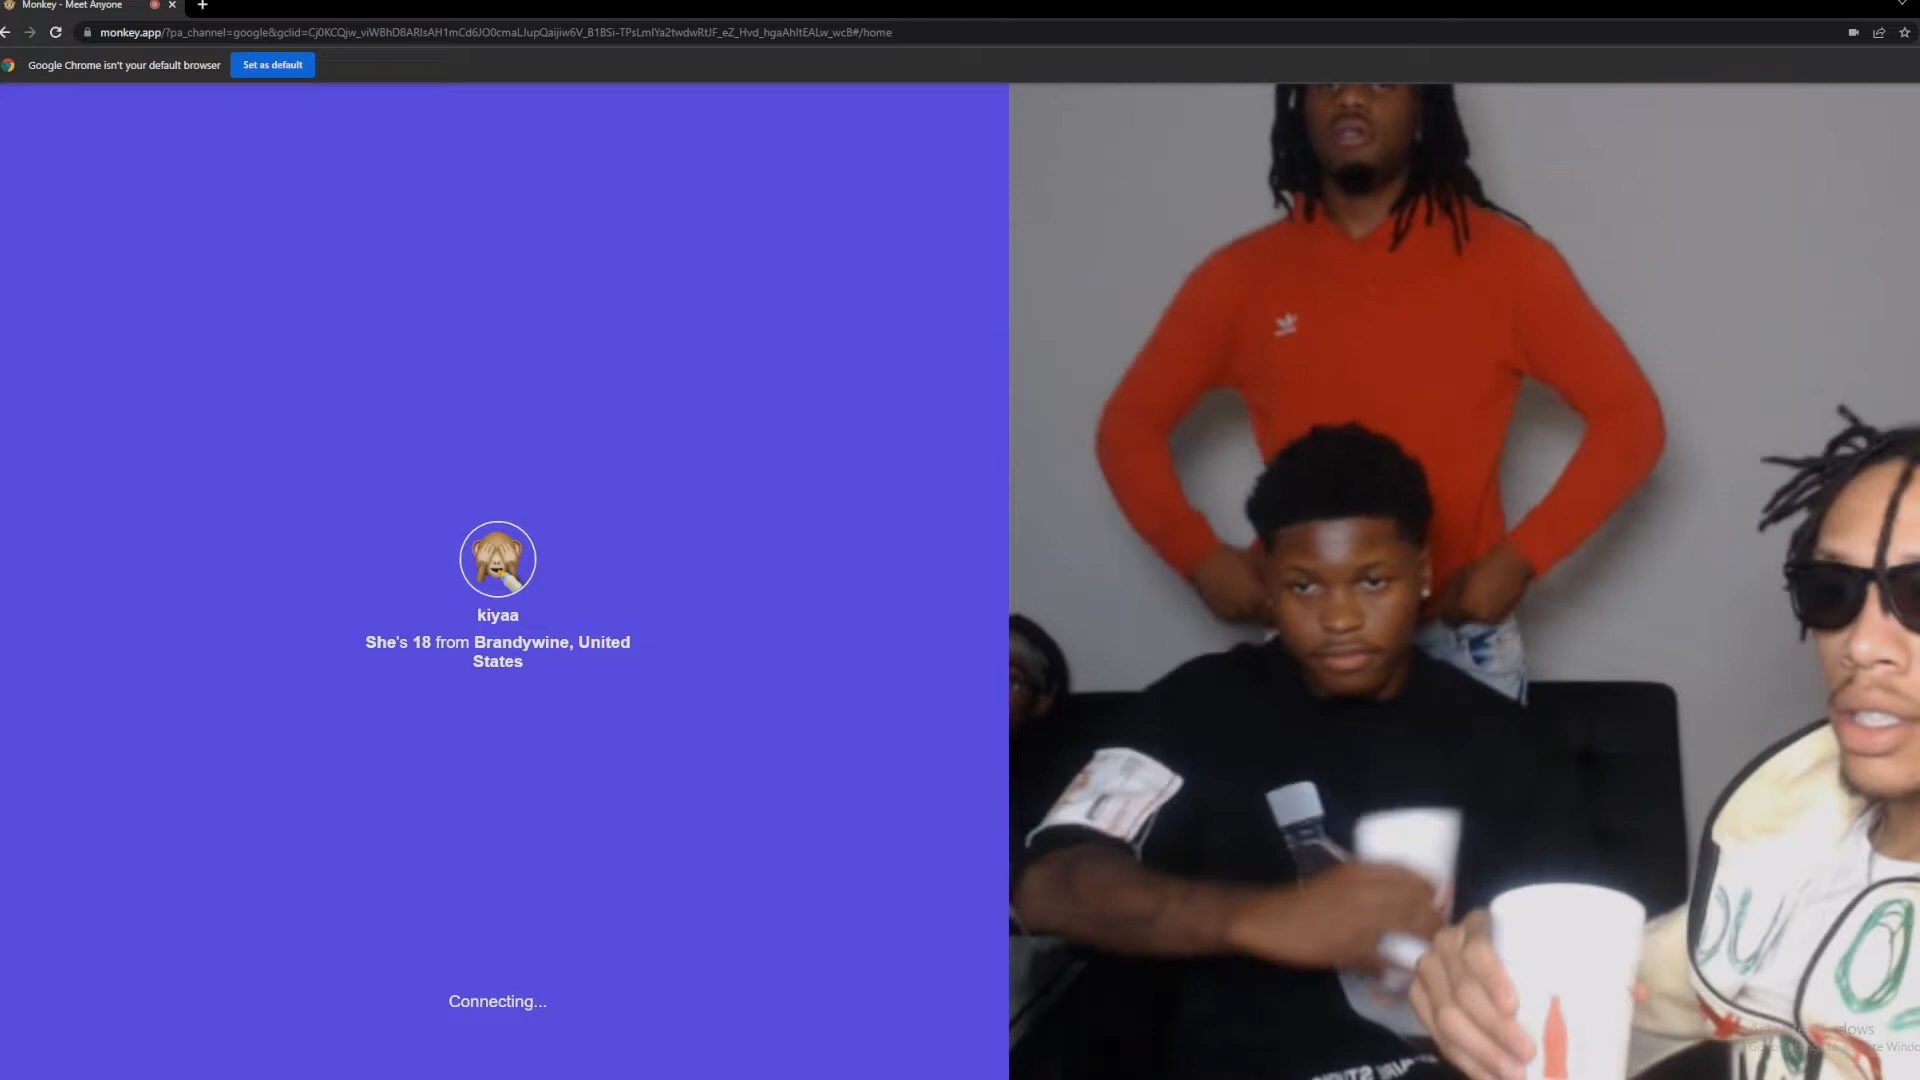 Monkey - Meet Anyone
monkey.app/?pa_channel=google&gclid=Cj0KCQjw_viWBhD8ARIsAH1mCd6JO0cmaLJupQaijiw6V_B1BSi-TPsLmIYa2twdwRtJF_eZ_Hvd_hgaAhltEALw_wcB#/home
Google Chrome isn't your default browser
Set as default
kiyaa
She's 18 from Brandywine, United
States
Connecting...